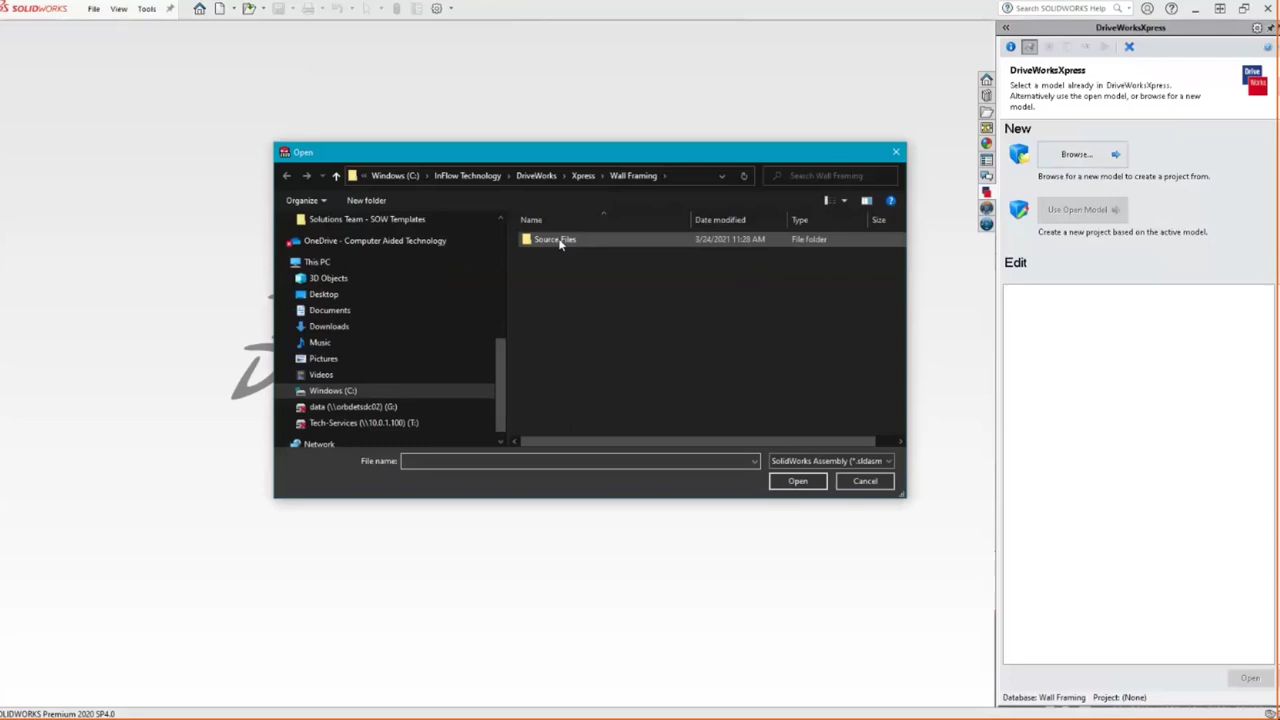 SOLIDWORKS File View Tools
Search SOLIDWORKS Help
DriveWorksXpress
DriveWorksXpress
Select a model already in DriveWorksXpress.
Alternatively use the open model, or browse for a new
model.
Drive
Works
New
Browse...
Browse for a new model to create a project from.
Use Open Model
Create a new project based on the active model.
Edit
Open
Database: Wall Framing Project: (None)
Open
Windows (C:) › InFlow Technology › DriveWorks › Xpress › Wall Framing ›
Search Wall Framing
Organize New folder
Name Date modified Type Size
Source Files 3/24/2021 11:28 AM File folder
Solutions Team - SOW Templates
OneDrive - Computer Aided Technology
This PC
3D Objects
Desktop
Documents
Downloads
Music
Pictures
Videos
Windows (C:)
data (\\orbdetsdc02) (G:)
Tech-Services (\\10.0.1.100) (T:)
Network
File name:
SolidWorks Assembly (*.sldasm
Open Cancel
OLIDWORKS Premium 2020 SP4.0